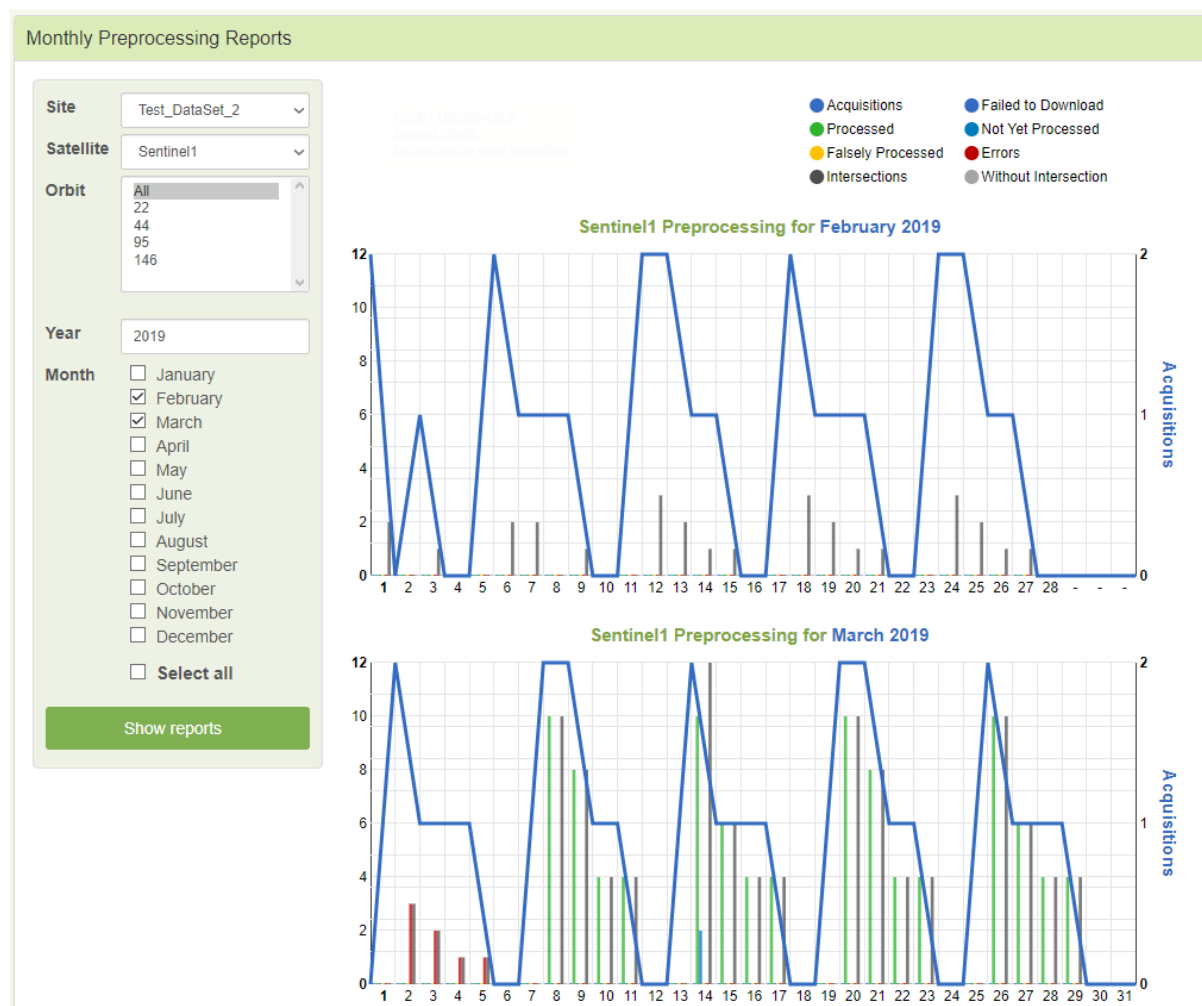 Monthly Preprocessing Reports
Site
Test_DataSet_2
Satellite
Sentinel1
Orbit
All
22
44
95
146
Year
2019
Month
January
February
March
April
May
June
July
August
September
October
November
December
Select all
Show reports
Acquisitions
Failed to Download
Processed
Not Yet Processed
Falsely Processed
Errors
Intersections
Without Intersection
Sentinel1 Preprocessing for February 2019
12
10
8
6
4
2
0
2
1
0
Acquisitions
1 2 3 4 5 6 7 8 9 10 11 12 13 14 15 16 17 18 19 20 21 22 23 24 25 26 27 28 - - -
Sentinel1 Preprocessing for March 2019
12
10
8
6
4
2
0
2
1
0
Acquisitions
1 2 3 4 5 6 7 8 9 10 11 12 13 14 15 16 17 18 19 20 21 22 23 24 25 26 27 28 29 30 31